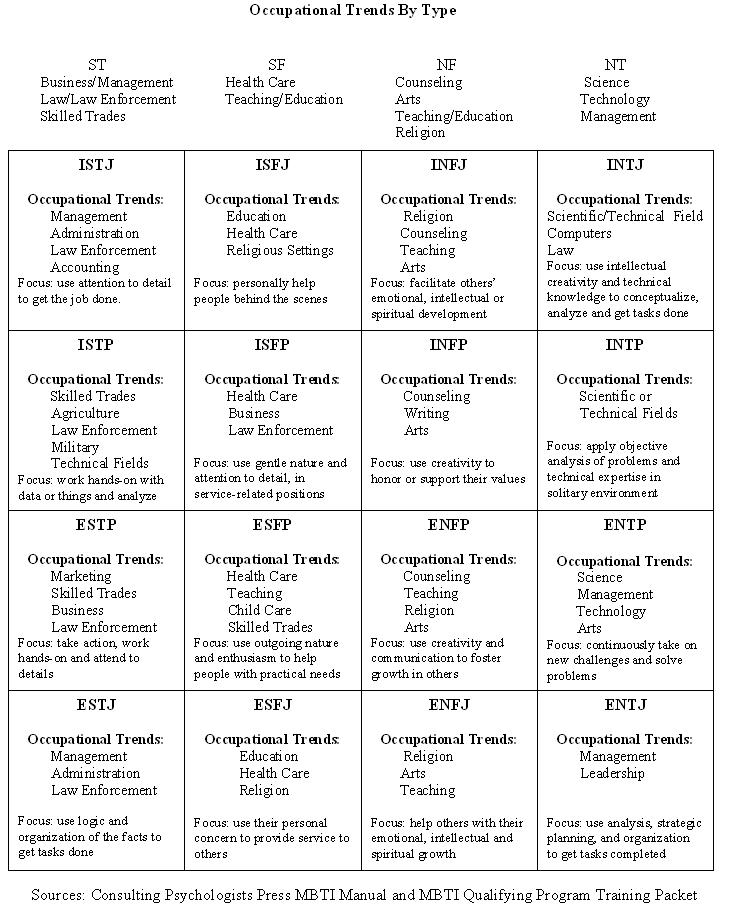 Occupational Trends By Type
ST
Business/Management
Law/Law Enforcement
Skilled Trades
SF
Health Care
Teaching/Education
NF
Counseling
Arts
Teaching/Education
Religion
NT
Science
Technology
Management
ISTJ
Occupational Trends:
Management
Administration
Law Enforcement
Accounting
Focus: use attention to detail
to get the job done.
ISFJ
Occupational Trends:
Education
Health Care
Religious Settings
Focus: personally help
people behind the scenes
INFJ
Occupational Trends:
Religion
Counseling
Teaching
Arts
Focus: facilitate others'
emotional, intellectual or
spiritual development
INTJ
Occupational Trends:
Scientific/Technical Field
Computers
Law
Focus: use intellectual
creativity and technical
knowledge to conceptualize,
analyze and get tasks done
ISTP
Occupational Trends:
Skilled Trades
Agriculture
Law Enforcement
Military
Technical Fields
Focus: work hands-on with
data or things and analyze
ISFP
Occupational Trends:
Health Care
Business
Law Enforcement
Focus: use gentle nature and
attention to detail, in
service-related positions
INFP
Occupational Trends:
Counseling
Writing
Arts
Focus: use creativity to
honor or support their values
INTP
Occupational Trends:
Scientific or
Technical Fields
Focus: apply objective
analysis of problems and
technical expertise in
solitary environment
ESTP
Occupational Trends:
Marketing
Skilled Trades
Business
Law Enforcement
Focus: take action, work
hands-on and attend to
details
ESFP
Occupational Trends:
Health Care
Teaching
Child Care
Skilled Trades
Focus: use outgoing nature
and enthusiasm to help
people with practical needs
ENFP
Occupational Trends:
Counseling
Teaching
Religion
Arts
Focus: use creativity and
communication to foster
growth in others
ENTP
Occupational Trends:
Science
Management
Technology
Arts
Focus: continuously take on
new challenges and solve
problems
ESTJ
Occupational Trends:
Management
Administration
Law Enforcement
Focus: use logic and
organization of the facts to
get tasks done
ESFJ
Occupational Trends:
Education
Health Care
Religion
Focus: use their personal
concern to provide service to
others
ENFJ
Occupational Trends:
Religion
Arts
Teaching
Focus: help others with their
emotional, intellectual and
spiritual growth
ENTJ
Occupational Trends:
Management
Leadership
Focus: use analysis, strategic
planning, and organization
to get tasks completed
Sources: Consulting Psychologists Press MBTI Manual and MBTI Qualifying Program Training Packet